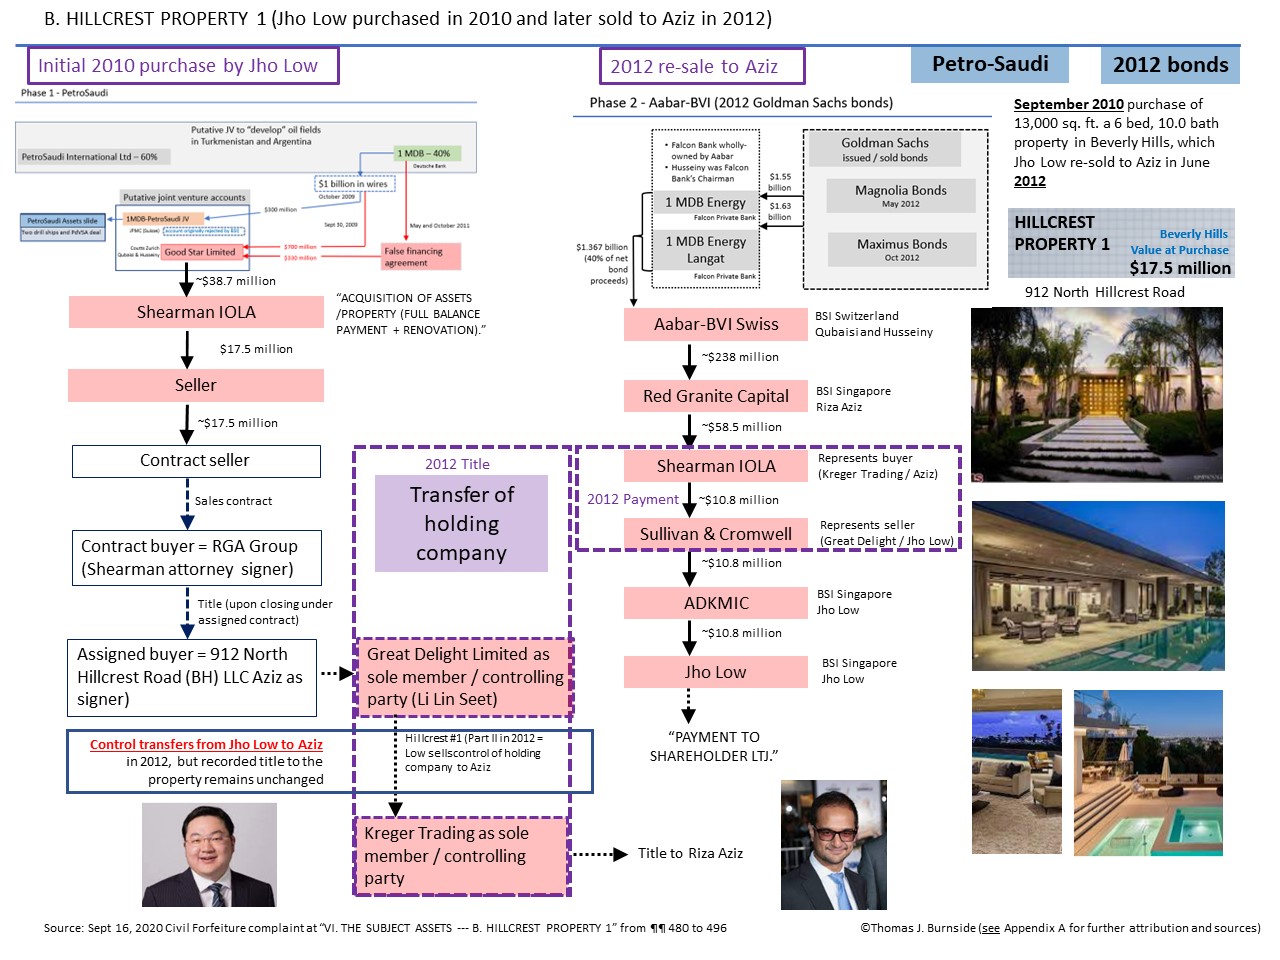 B. HILLCREST PROPERTY 1 (Jho Low purchased in 2010 and later sold to Aziz in 2012)
Initial 2010 purchase by Jho Low
2012 re-sale to Aziz
Petro-Saudi
2012 bonds
Phase 1 - PetroSaudi
Putative JV to “develop” oil fields
in Turkmenistan and Argentina
PetroSaudi International Ltd – 60%
1 MDB – 40%
Deutsche Bank
$1 billion in wires
October 2009
Putative joint venture accounts
$300 million
PetroSaudi Assets slide
Two drill ships and PdVSA deal
1MDB-PetroSaudi JV
JPMC (Suisse)
account originally rejected by BSI
Sept 30, 2009
May and October 2011
Coutts Zurich
Qubaisi & Husseiny
Good Star Limited
$700 million
$330 million
False financing
agreement
~$38.7 million
Shearman IOLA
“ACQUISITION OF ASSETS
/PROPERTY (FULL BALANCE
PAYMENT + RENOVATION).”
$17.5 million
Seller
~$17.5 million
Contract seller
Sales contract
Contract buyer = RGA Group
(Shearman attorney signer)
Title (upon closing under
assigned contract)
Assigned buyer = 912 North
Hillcrest Road (BH) LLC Aziz as
signer)
Control transfers from Jho Low to Aziz
in 2012, but recorded title to the
property remains unchanged
2012 Title
Transfer of
holding
company
Great Delight Limited as
sole member / controlling
party (Li Lin Seet)
Hillcrest #1 (Part II in 2012 =
Low sellscontrol of holding
company to Aziz
Kreger Trading as sole
member / controlling
party
Title to Riza Aziz
Phase 2 - Aabar-BVI (2012 Goldman Sachs bonds)
• Falcon Bank wholly-
owned by Aabar
• Husseiny was Falcon
Bank’s Chairman
1 MDB Energy
Falcon Private Bank
1 MDB Energy
Langat
Falcon Private Bank
$1.55
billion
$1.63
billion
Goldman Sachs
issued / sold bonds
Magnolia Bonds
May 2012
Maximus Bonds
Oct 2012
$1.367 billion
(40% of net
bond
proceeds)
Aabar-BVI Swiss
BSI Switzerland
Qubaisi and Husseiny
~$238 million
Red Granite Capital
BSI Singapore
Riza Aziz
~$58.5 million
Shearman IOLA
Represents buyer
(Kreger Trading / Aziz)
2012 Payment
~$10.8 million
Sullivan & Cromwell
Represents seller
(Great Delight / Jho Low)
~$10.8 million
ADKMIC
BSI Singapore
Jho Low
~$10.8 million
Jho Low
BSI Singapore
Jho Low
“PAYMENT TO
SHAREHOLDER LTJ.”
September 2010 purchase of
13,000 sq. ft. a 6 bed, 10.0 bath
property in Beverly Hills, which
Jho Low re-sold to Aziz in June
2012
HILLCREST
PROPERTY 1
Beverly Hills
Value at Purchase
$17.5 million
912 North Hillcrest Road
Source: Sept 16, 2020 Civil Forfeiture complaint at “VI. THE SUBJECT ASSETS --- B. HILLCREST PROPERTY 1” from ¶¶ 480 to 496
©Thomas J. Burnside (see Appendix A for further attribution and sources)